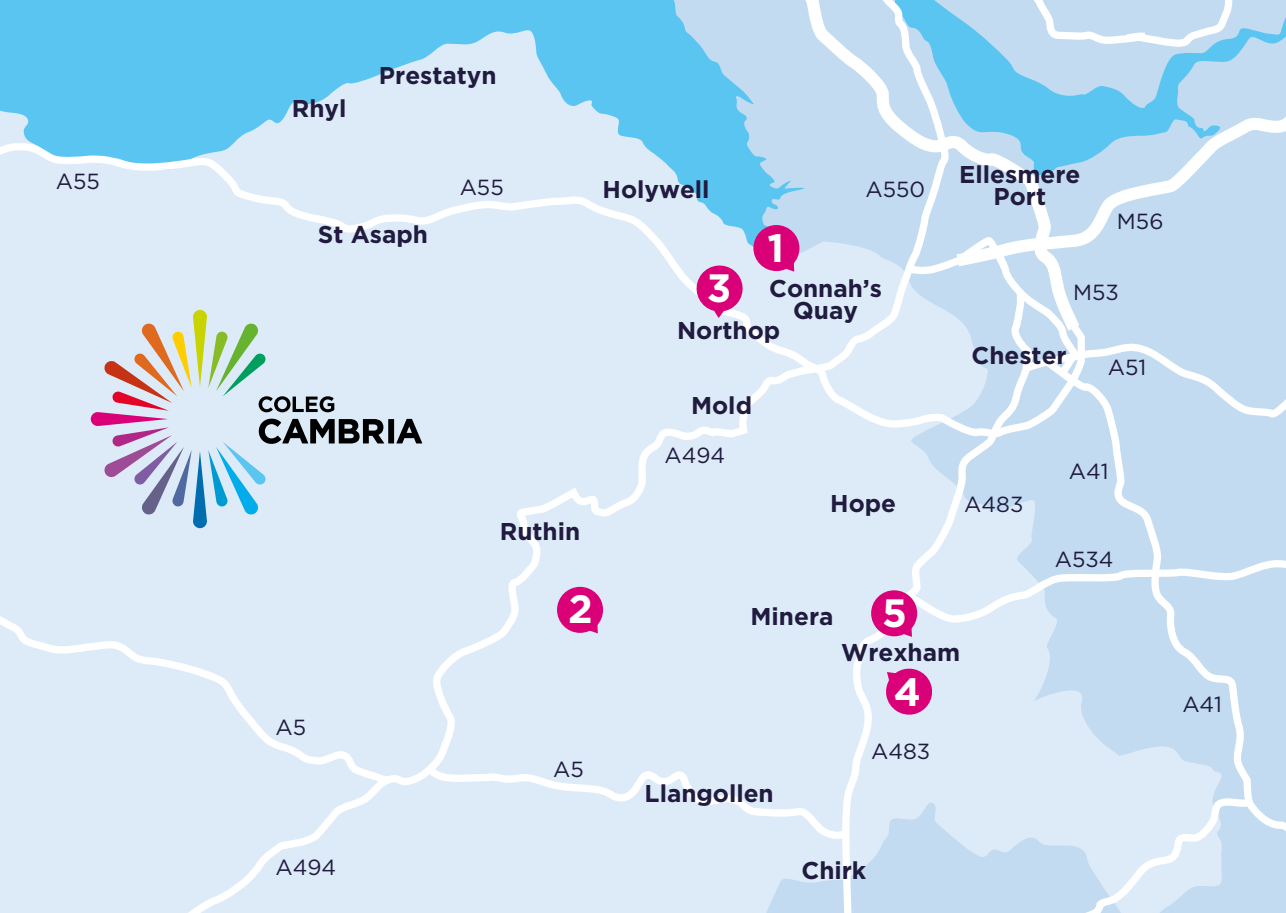 Prestatyn
Rhyl
A55
A55
Holywell
A550
Ellesmere
Port
M56
St Asaph
1
3
Connah's
Quay
M53
Northop
Chester
A51
COLEG
CAMBRIA
Mold
A494
A41
Hope
A483
Ruthin
A534
2
Minera
5
Wrexham
4
A41
A5
A483
A5
Llangollen
A494
Chirk